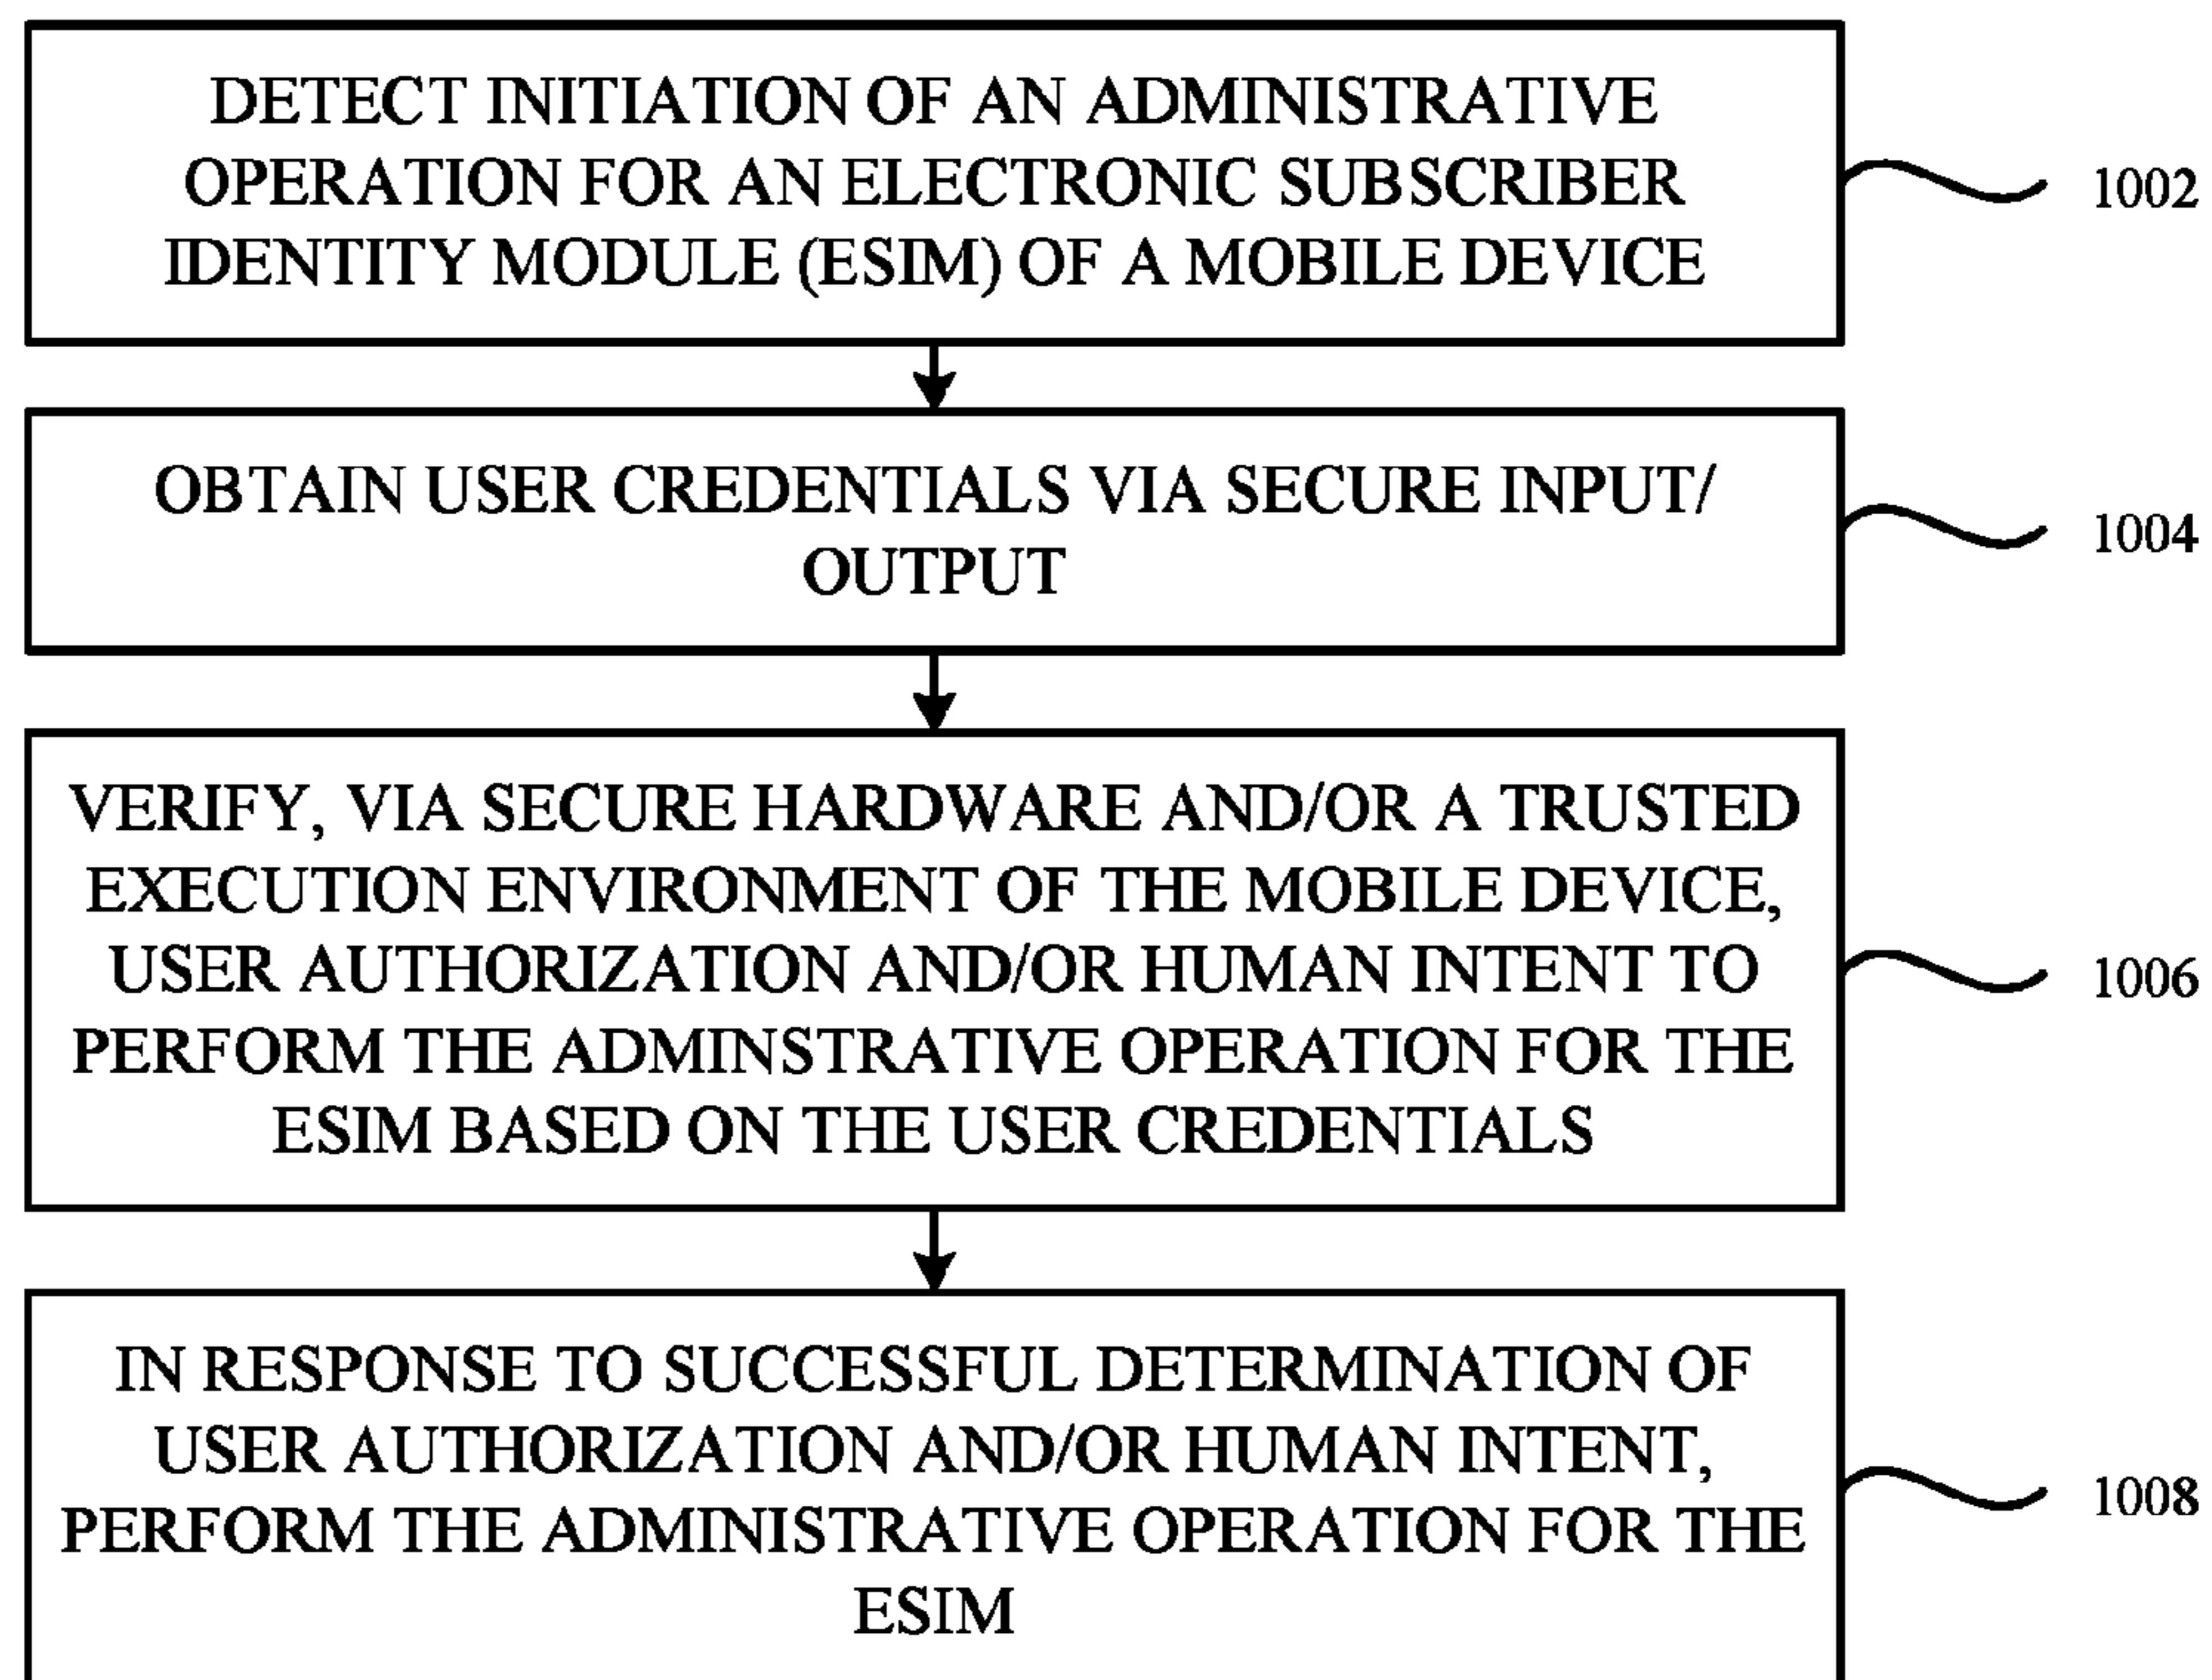 DETECT INITIATION OF AN ADMINISTRATIVE
OPERATION FOR AN ELECTRONIC SUBSCRIBER
IDENTITY MODULE (ESIM) OF A MOBILE DEVICE
1002
OBTAIN USER CREDENTIALS VIA SECURE INPUT/
OUTPUT
1004
VERIFY, VIA SECURE HARDWARE AND/OR A TRUSTED
EXECUTION ENVIRONMENT OF THE MOBILE DEVICE,
USER AUTHORIZATION AND/OR HUMAN INTENT TO
PERFORM THE ADMINSTRATIVE OPERATION FOR THE
ESIM BASED ON THE USER CREDENTIALS
1006
IN RESPONSE TO SUCCESSFUL DETERMINATION OF
USER AUTHORIZATION AND/OR HUMAN INTENT,
PERFORM THE ADMINISTRATIVE OPERATION FOR THE
ESIM
1008